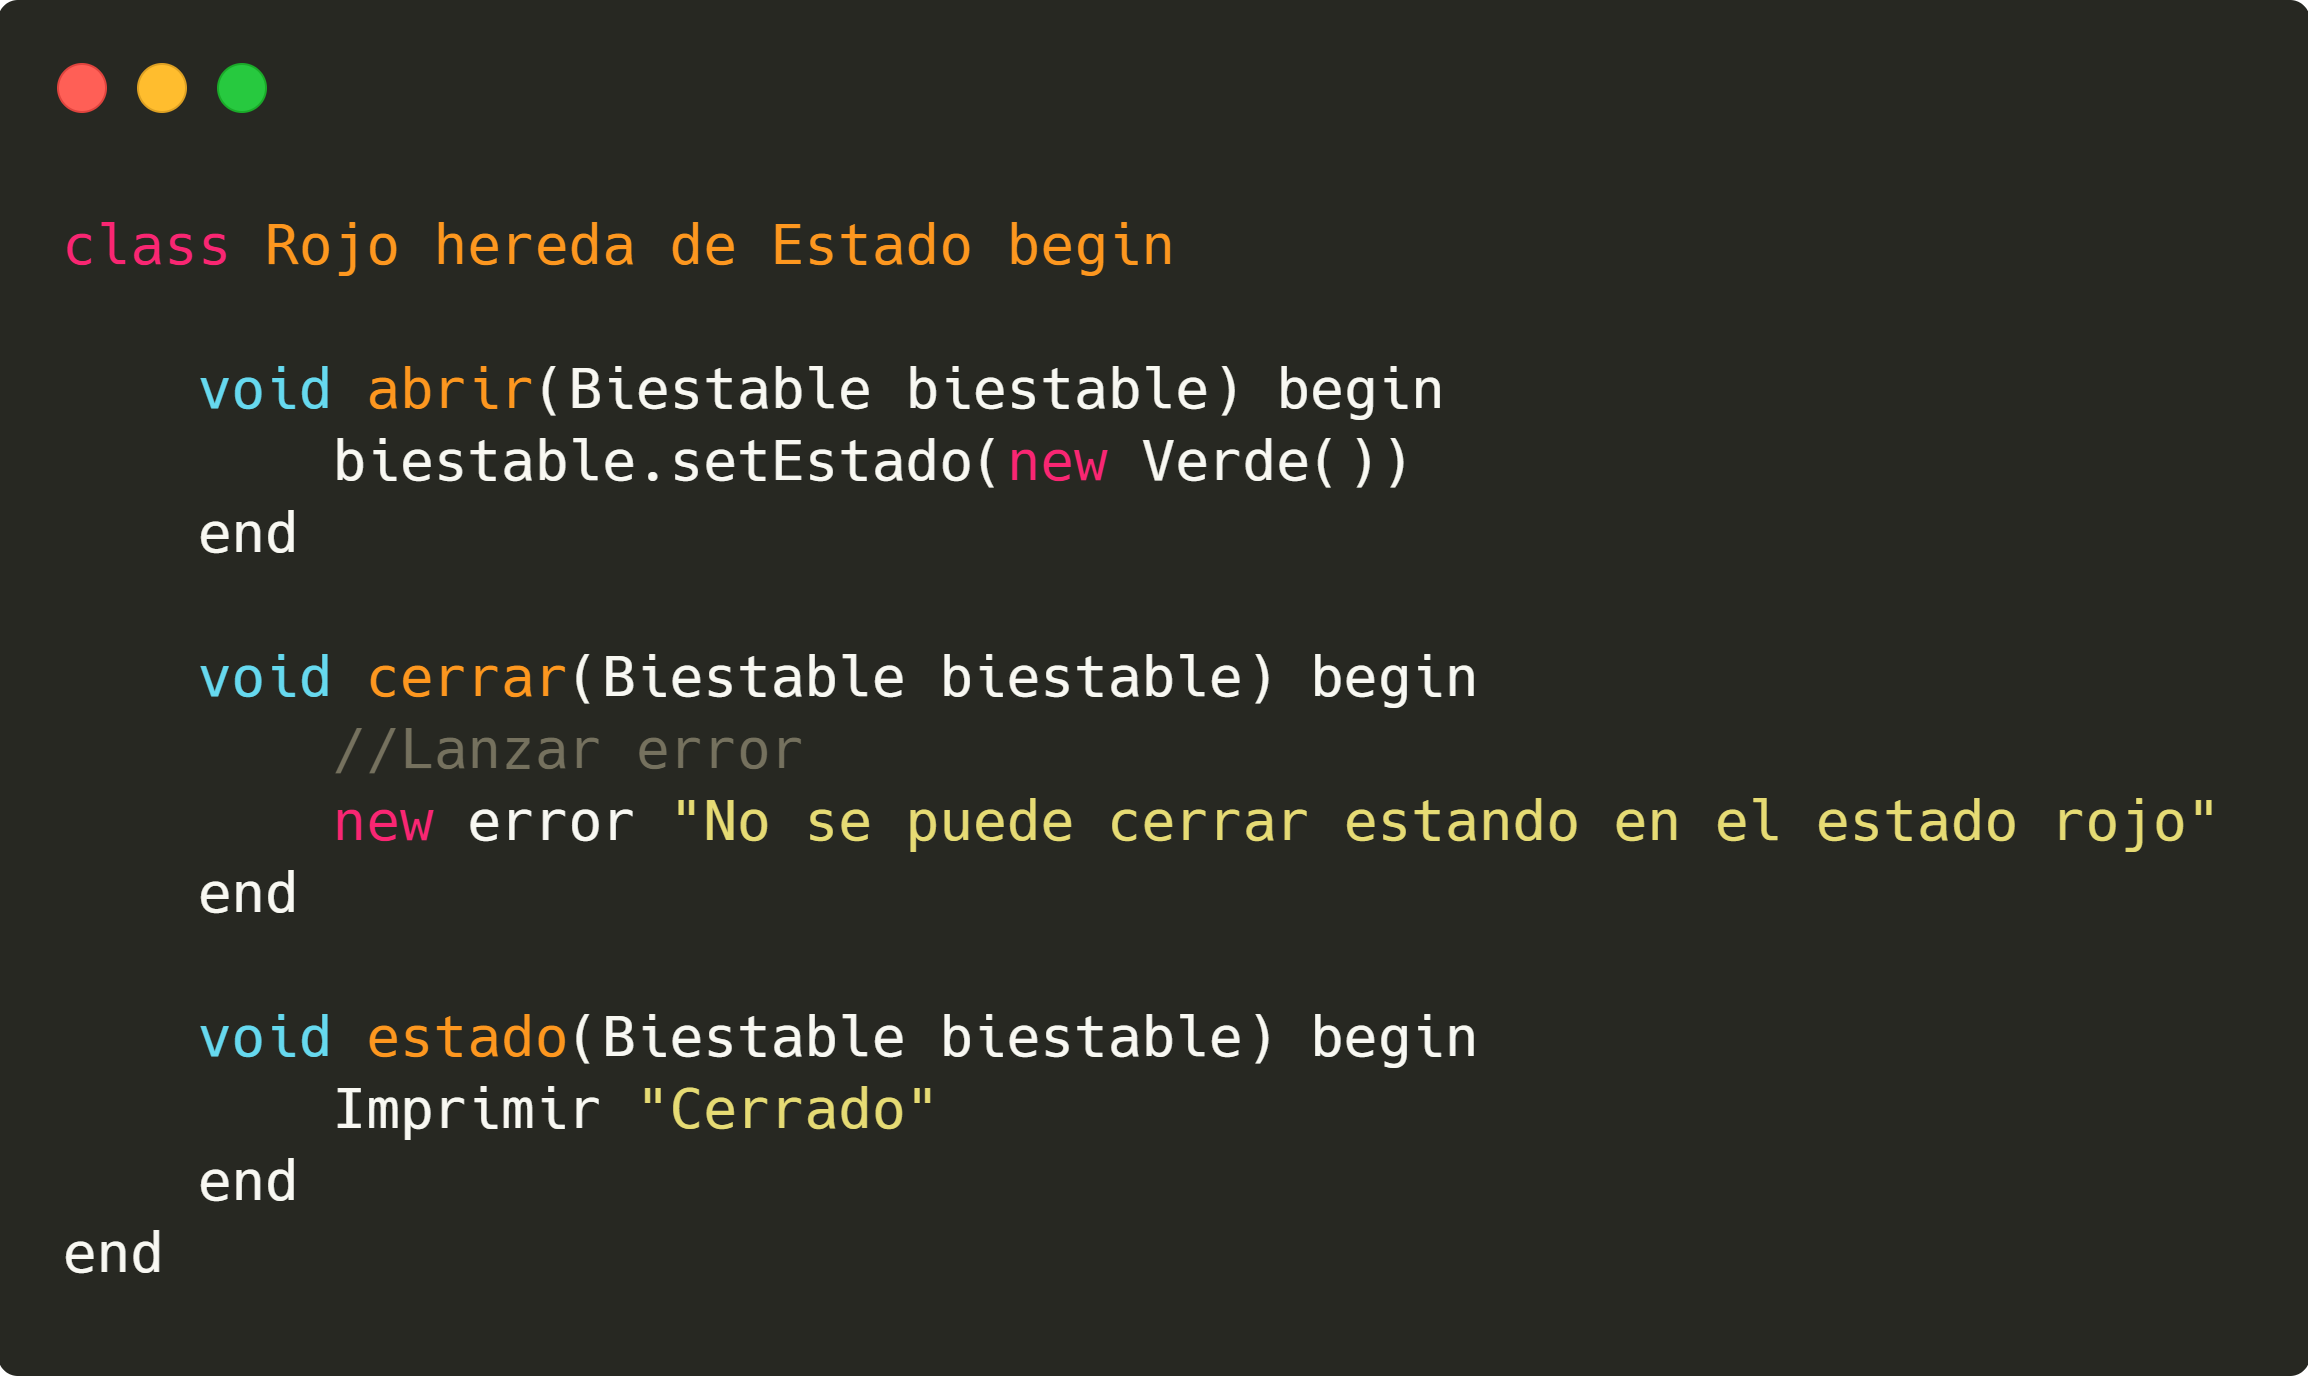 class Rojo hereda de Estado begin
void abrir(Biestable biestable) begin
biestable.setEstado(new Verde())
end
void cerrar(Biestable biestable) begin
//Lanzar error
new error "No se puede cerrar estando en el estado rojo"
end
void estado(Biestable biestable) begin
Imprimir "Cerrado"
end
end